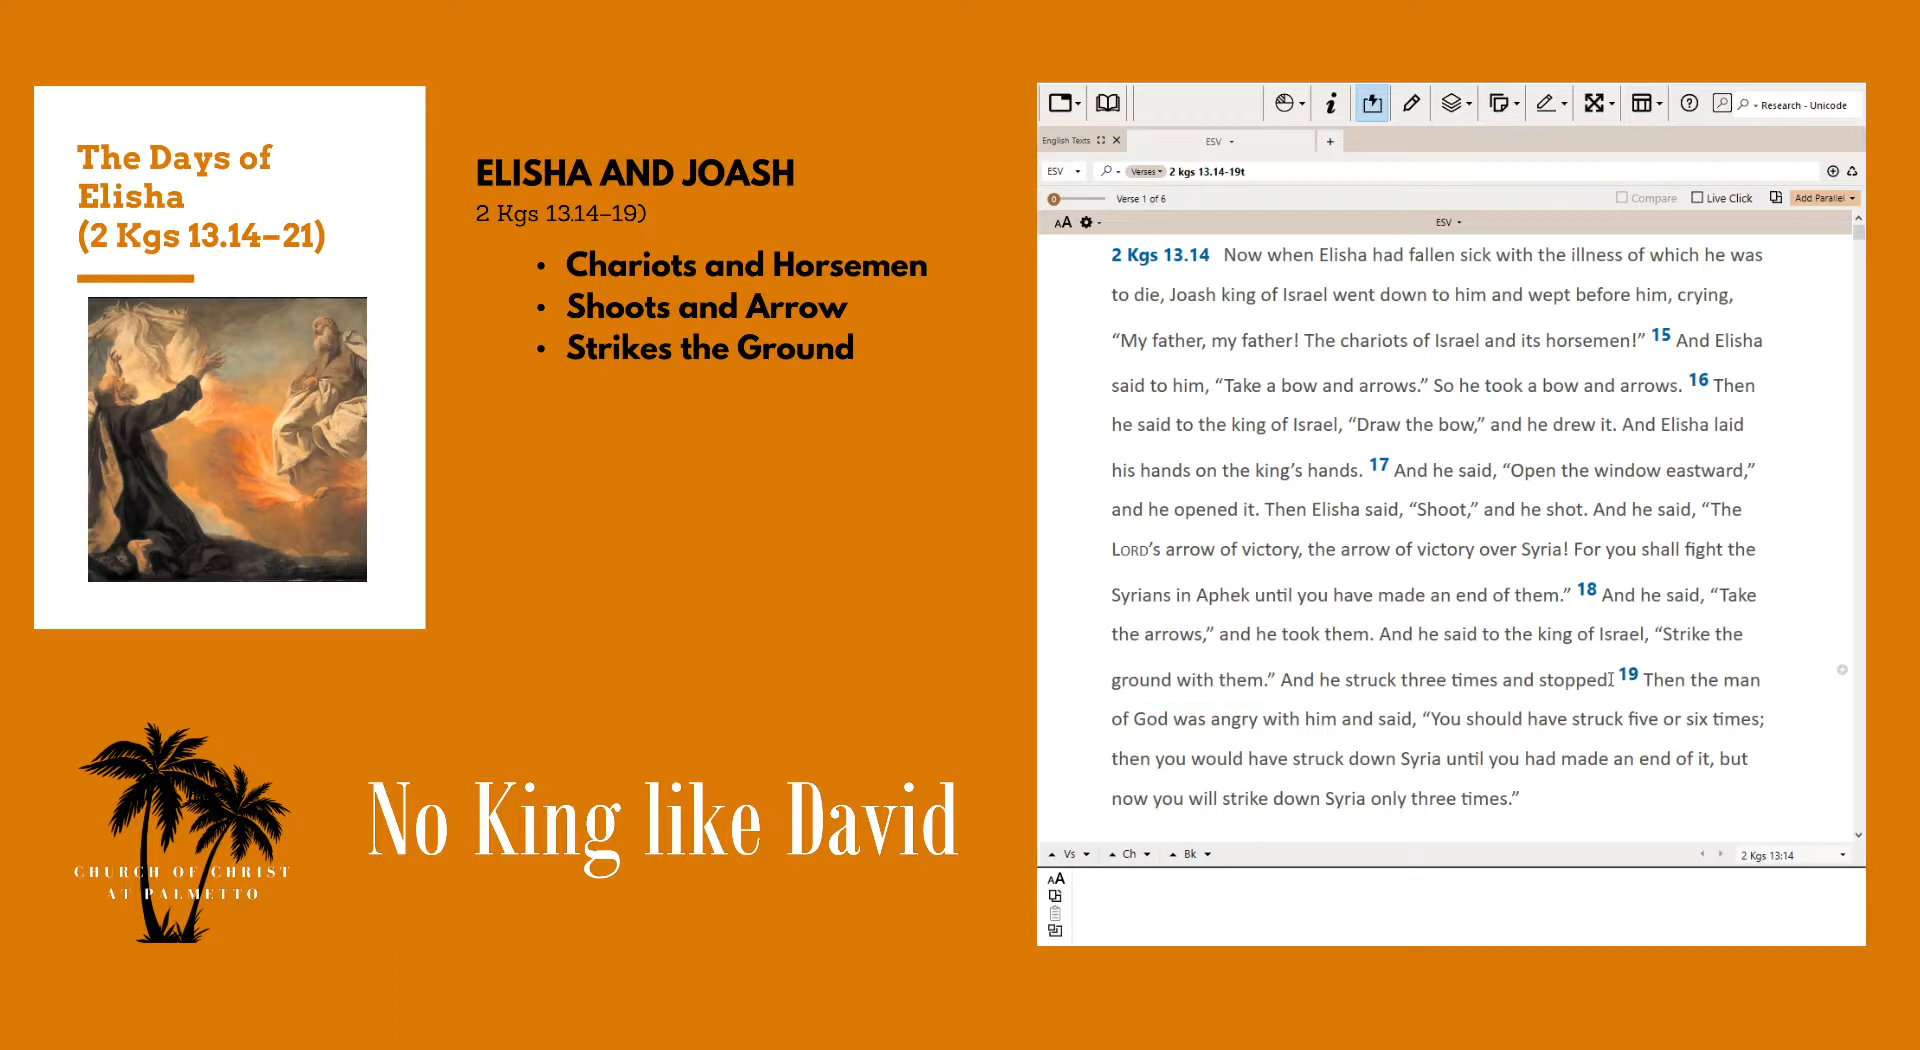 The Days of
Elisha
(2 Kgs 13.14–21)
ELISHA AND JOASH
2 Kgs 13.14–19)
• Chariots and Horsemen
• Shoots and Arrow
• Strikes the Ground
CHURCH OF CHRIST
AT PALMETTO
No King like David
Research - Unicode
English Texts
ESV
ESV
Verses
2 kgs 13.14-19t
Verse 1 of 6
Compare
Live Click
Add Parallel
AA
ESV
2 Kgs 13.14 Now when Elisha had fallen sick with the illness of which he was
to die, Joash king of Israel went down to him and wept before him, crying,
“My father, my father! The chariots of Israel and its horsemen!” 15 And Elisha
said to him, “Take a bow and arrows.” So he took a bow and arrows. 16 Then
he said to the king of Israel, “Draw the bow,” and he drew it. And Elisha laid
his hands on the king’s hands. 17 And he said, “Open the window eastward,”
and he opened it. Then Elisha said, “Shoot,” and he shot. And he said, “The
LORD’s arrow of victory, the arrow of victory over Syria! For you shall fight the
Syrians in Aphek until you have made an end of them.” 18 And he said, “Take
the arrows,” and he took them. And he said to the king of Israel, “Strike the
ground with them.” And he struck three times and stopped. 19 Then the man
of God was angry with him and said, “You should have struck five or six times;
then you would have struck down Syria until you had made an end of it, but
now you will strike down Syria only three times.”
Vs
Ch
Bk
2 Kgs 13:14
AA